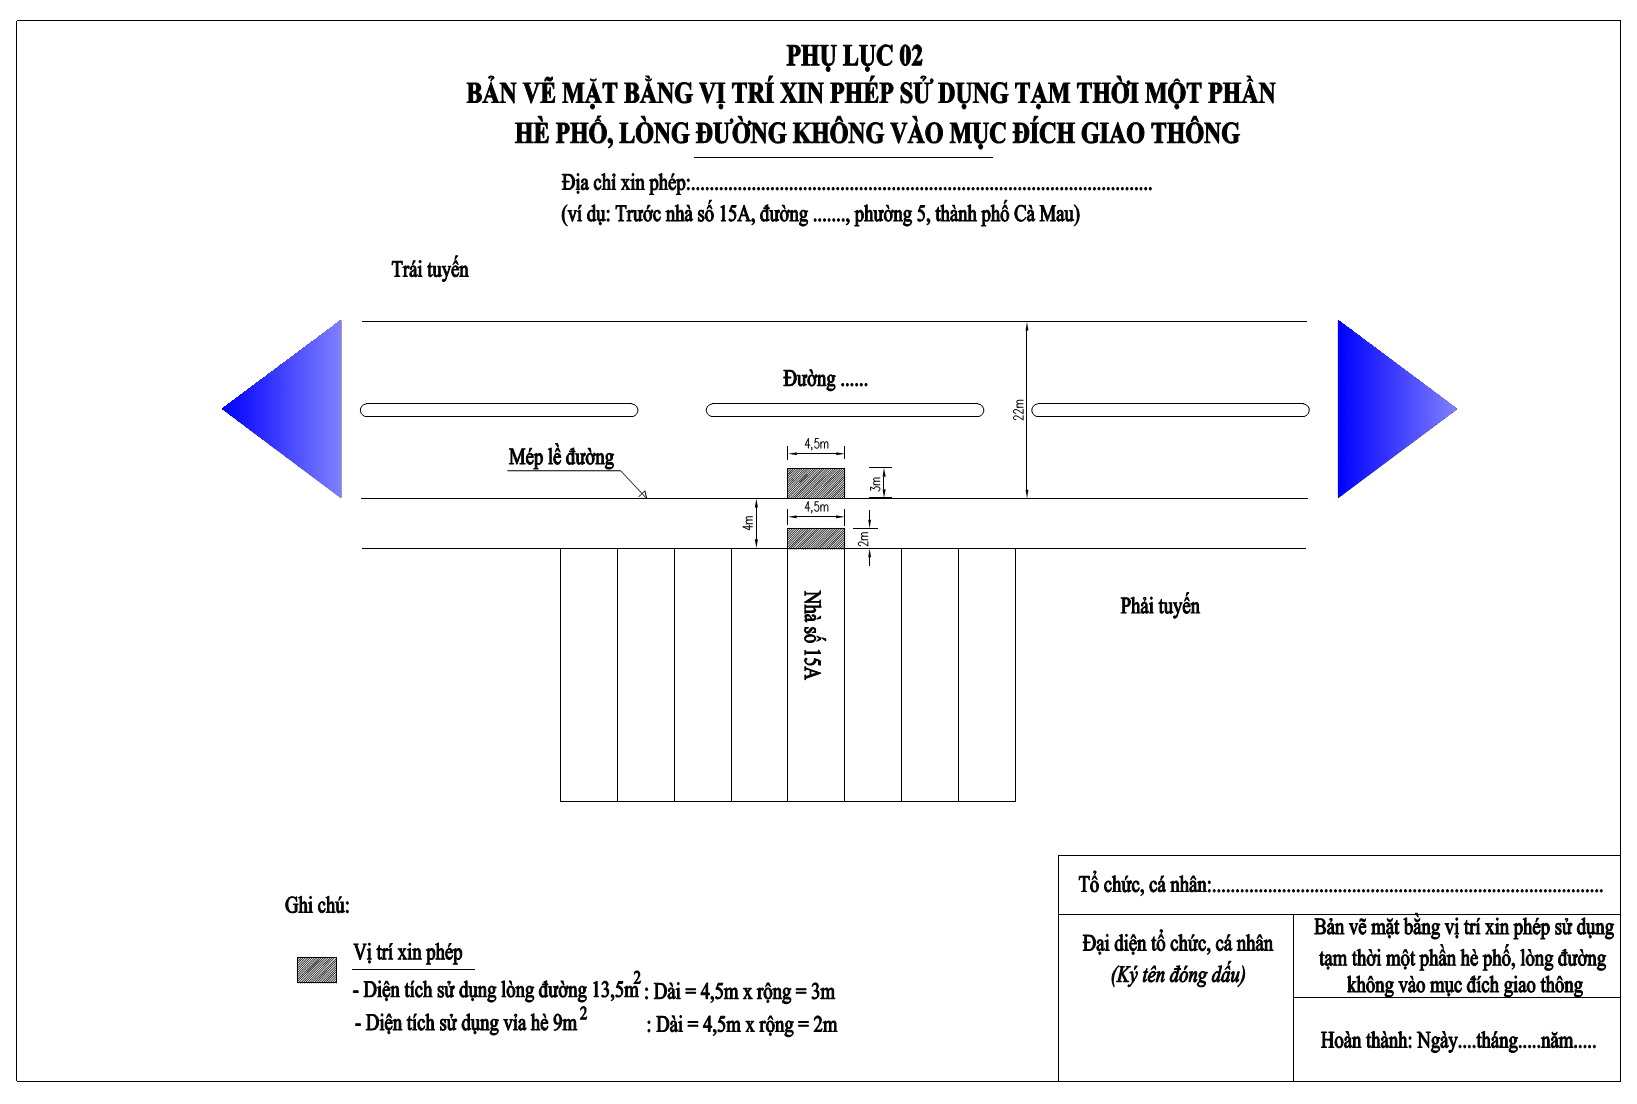 PHỤ LỤC 02
BẢN VẼ MẶT BẰNG VỊ TRÍ XIN PHÉP SỬ DỤNG TẠM THỜI MỘT PHẦN
HÈ PHỐ, LÒNG ĐƯỜNG KHÔNG VÀO MỤC ĐÍCH GIAO THÔNG
Địa chỉ xin phép:....................................................................................................
(ví dụ: Trước nhà số 15A, đường ......., phường 5, thành phố Cà Mau)
Trái tuyến
Đường ......
22m
4,5m
Mép lề đường
3m
4,5m
4m
2m
Nhà số 15A
Phải tuyến
Ghi chú:
Vị trí xin phép
- Diện tích sử dụng lòng đường 13,5m² : Dài = 4,5m x rộng = 3m
- Diện tích sử dụng vỉa hè 9m² : Dài = 4,5m x rộng = 2m
Tổ chức, cá nhân:....................................................................................
Đại diện tổ chức, cá nhân
(Ký tên đóng dấu)
Bản vẽ mặt bằng vị trí xin phép sử dụng
tạm thời một phần hè phố, lòng đường
không vào mục đích giao thông
Hoàn thành: Ngày....tháng.....năm.....